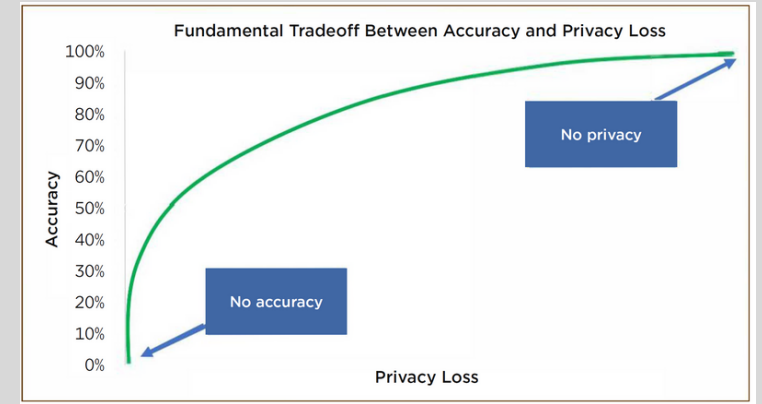 Fundamental Tradeoff Between Accuracy and Privacy Loss
100%
90%
80%
70%
60%
50%
40%
30%
20%
10%
0%
Accuracy
No privacy
No accuracy
Privacy Loss